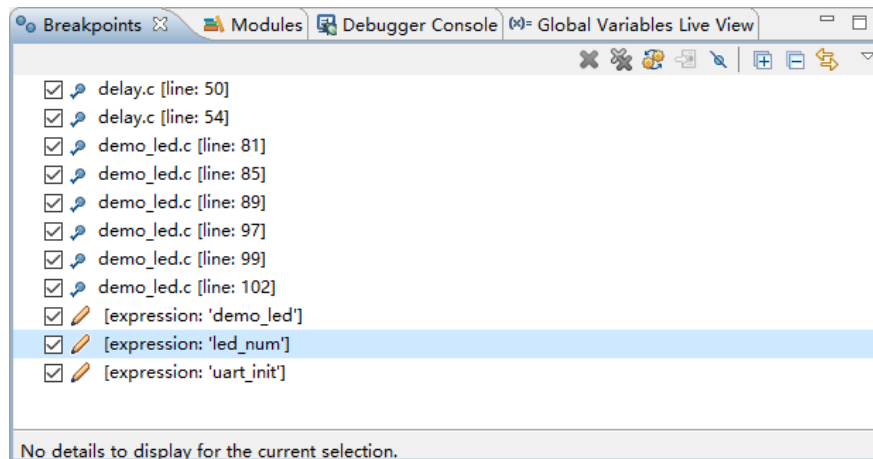 Breakpoints Modules Debugger Console (x)= Global Variables Live View
delay.c [line: 50]
delay.c [line: 54]
demo_led.c [line: 81]
demo_led.c [line: 85]
demo_led.c [line: 89]
demo_led.c [line: 97]
demo_led.c [line: 99]
demo_led.c [line: 102]
[expression: 'demo_led']
[expression: 'led_num']
[expression: 'uart_init']
No details to display for the current selection.